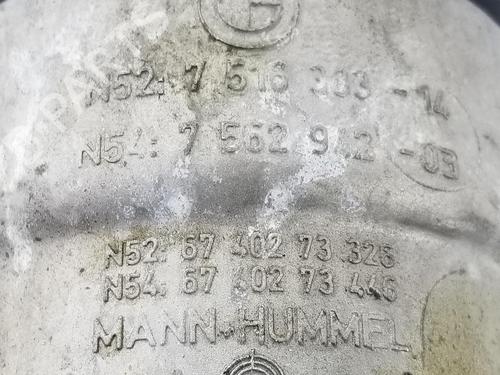 G
N52: 7 516 303 -14
N54: 7 562 942 -03
N52: 67 402 73 326
N54: 67 402 73 446
MANN+HUMMEL